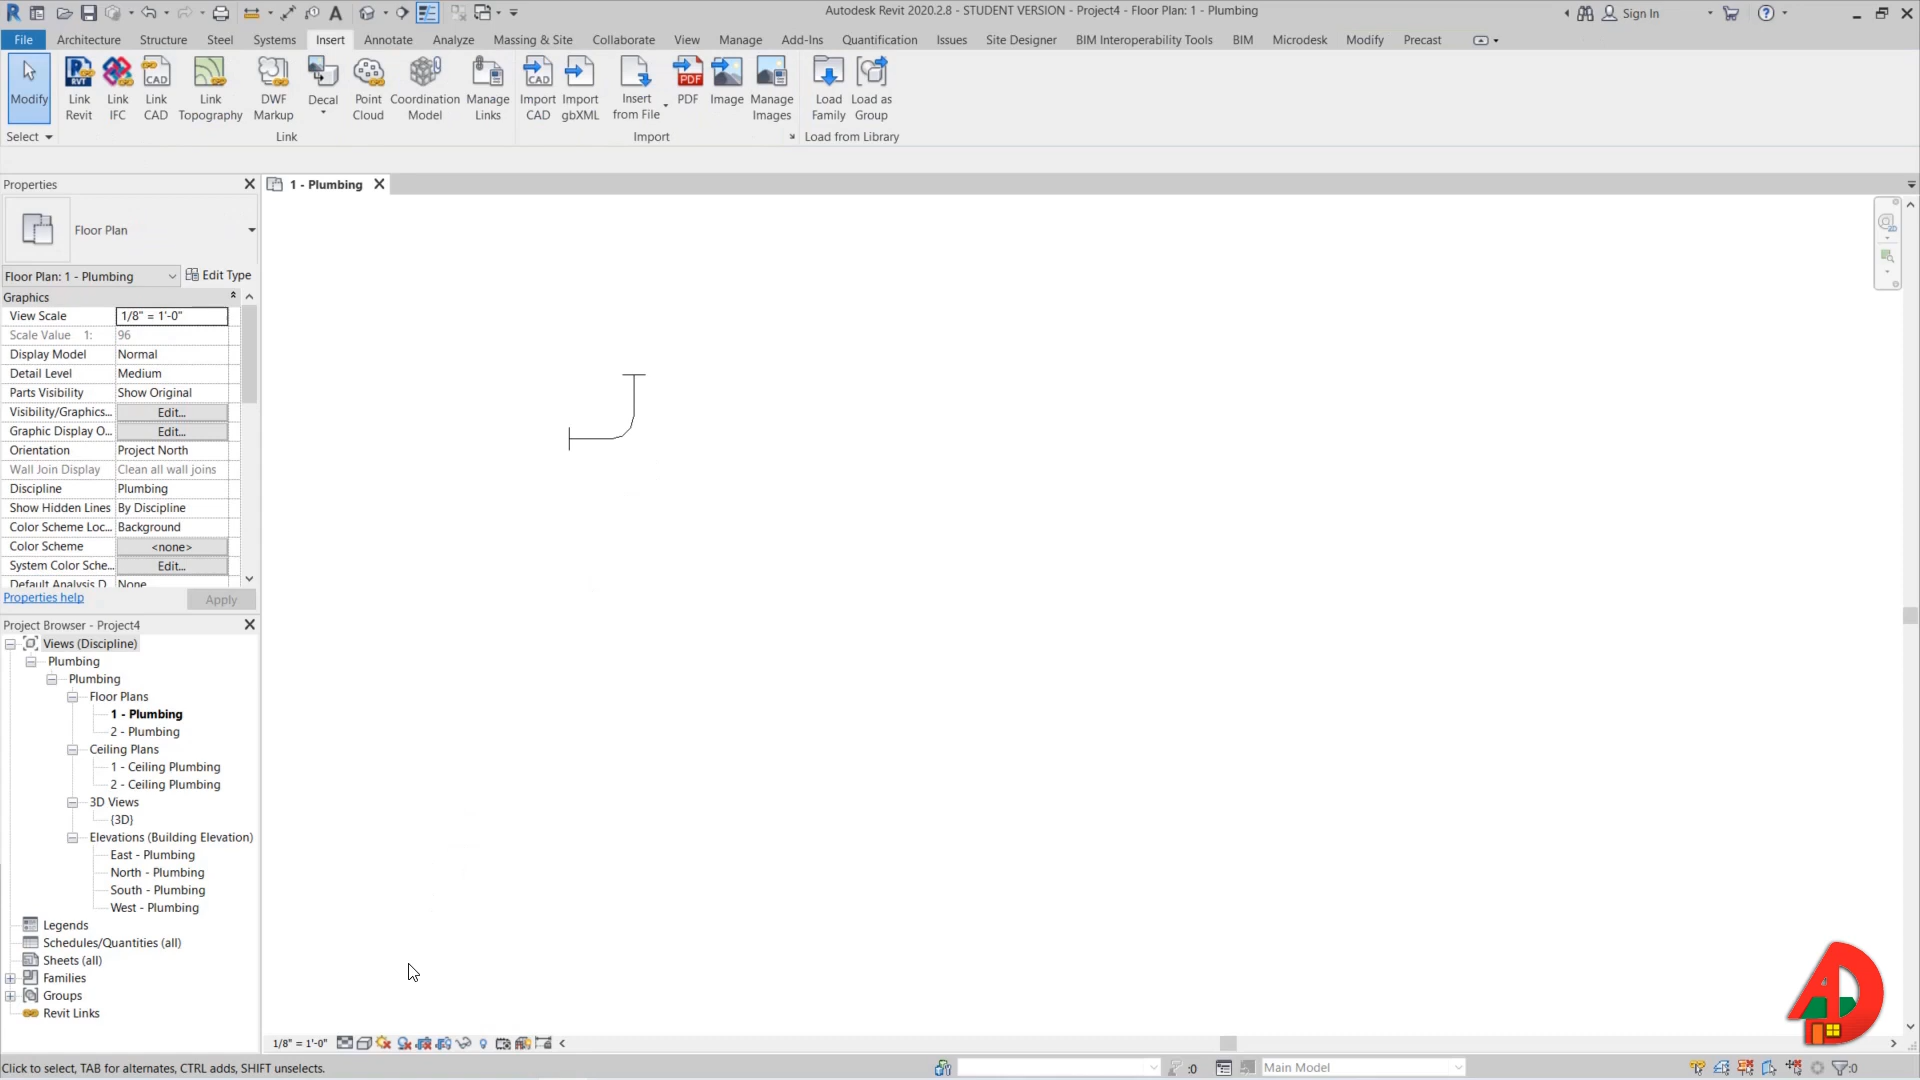 Autodesk Revit 2020.2.8 - STUDENT VERSION - Project4 - Floor Plan: 1 - Plumbing
Sign In
File Architecture Structure Steel Systems Insert Annotate Analyze Massing & Site Collaborate View Manage Add-Ins Quantification Issues Site Designer BIM Interoperability Tools BIM Microdesk Modify Precast
Modify
Link Revit
Link IFC
Link CAD
Link Topography
DWF Markup
Decal
Point Cloud
Coordination Model
Manage Links
Import CAD
Import gbXML
Insert from File
PDF
Image
Manage Images
Load Family
Load as Group
Select Link Import Load from Library
Properties
1 - Plumbing
Floor Plan
Floor Plan: 1 - Plumbing Edit Type
Graphics
View Scale 1/8" = 1'-0"
Scale Value 1: 96
Display Model Normal
Detail Level Medium
Parts Visibility Show Original
Visibility/Graphics... Edit...
Graphic Display O... Edit...
Orientation Project North
Wall Join Display Clean all wall joins
Discipline Plumbing
Show Hidden Lines By Discipline
Color Scheme Loc... Background
Color Scheme <none>
System Color Sche... Edit...
Default Analysis D None
Properties help Apply
Project Browser - Project4
Views (Discipline)
Plumbing
Plumbing
Floor Plans
1 - Plumbing
2 - Plumbing
Ceiling Plans
1 - Ceiling Plumbing
2 - Ceiling Plumbing
3D Views
{3D}
Elevations (Building Elevation)
East - Plumbing
North - Plumbing
South - Plumbing
West - Plumbing
Legends
Schedules/Quantities (all)
Sheets (all)
Families
Groups
Revit Links
1/8" = 1'-0"
Click to select, TAB for alternates, CTRL adds, SHIFT unselects.
:0
Main Model
:0